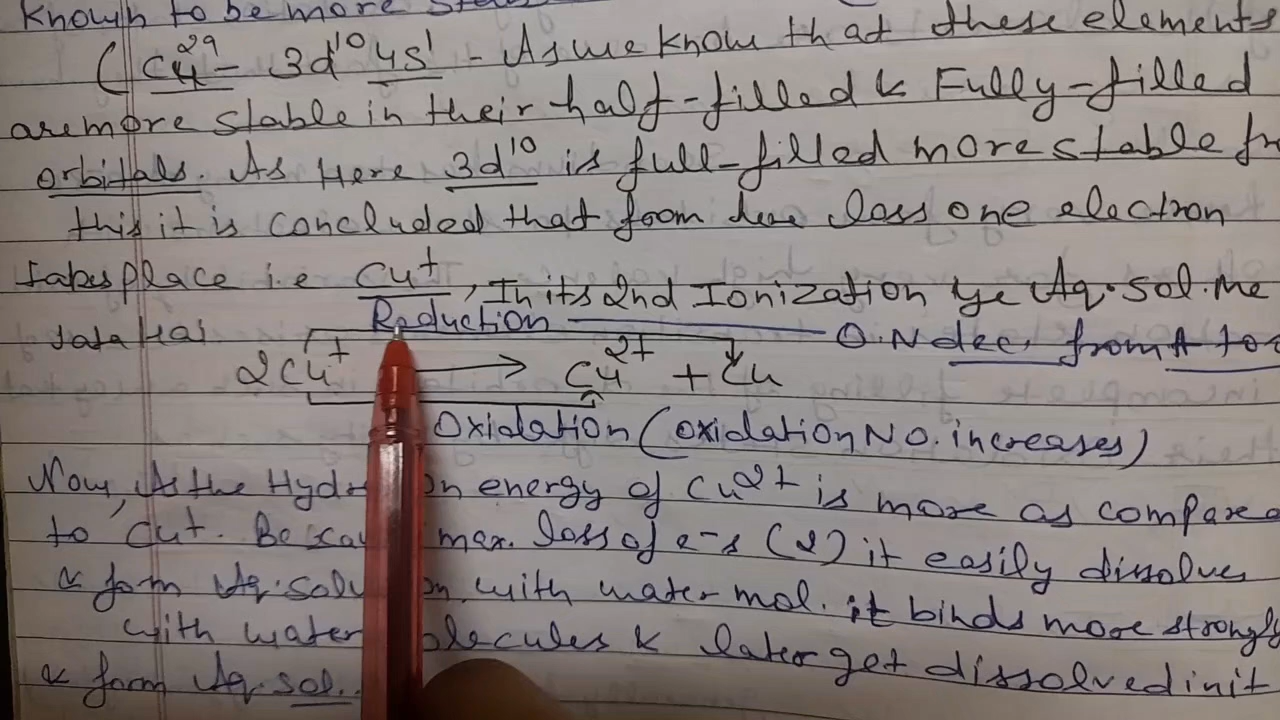 Known to be more
( Cu²⁹ - 3d¹⁰ 4s¹ - As we know that these elements
are more stable in their half-filled & Fully-filled
orbitals. As Here 3d¹⁰ is full-filled more stable
this it is concluded that from loss one electron
takes place i.e Cu⁺, In its 2nd Ionization ye Aq. sol. me
Reduction O.N dec. from
2Cu⁺ → Cu²⁺ + Cu
Oxidation (Oxidation No. increases)
Now, As the energy of Cu²⁺ is more as
to Cu⁺. max. loss of e-s (2) it easily dissolves
& form Aq. with water mol. it binds more strongly
with water & later get dissolved in it
& form Aq. sol.